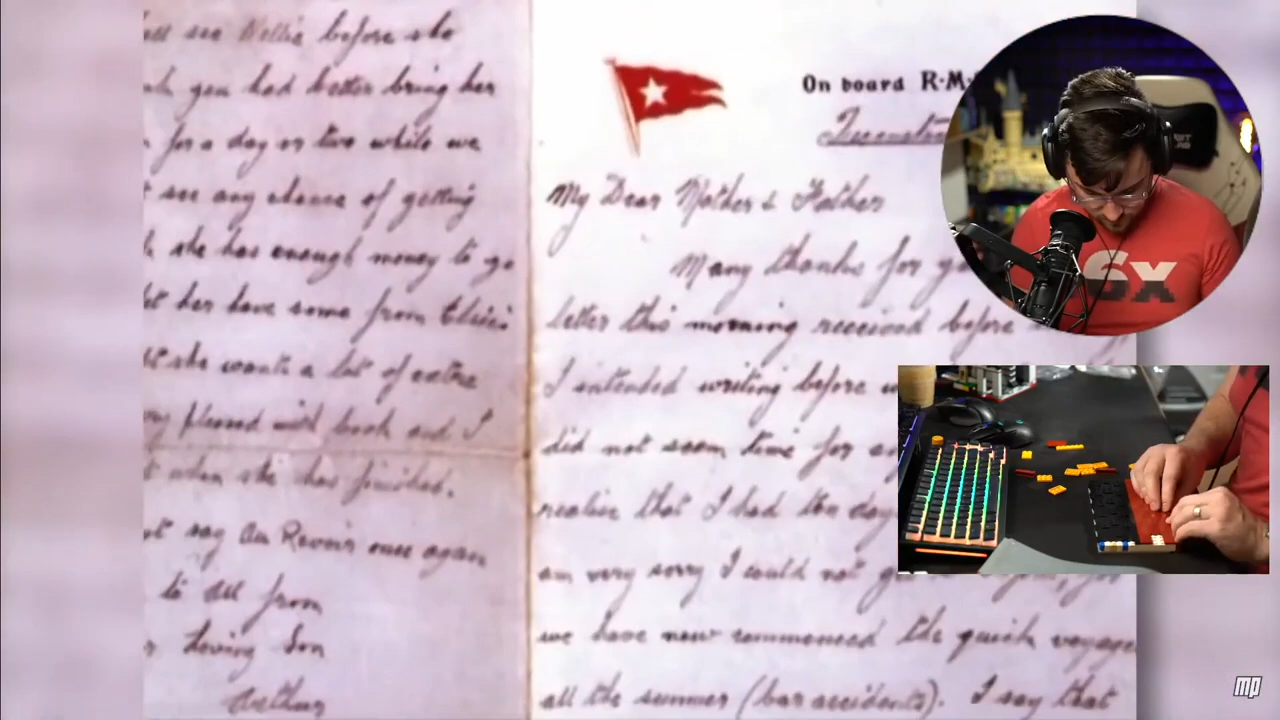 see Nellie before she
you had better bring her
for a day or two while we
see any chance of getting
she has enough money to go
her have some from Elsie's
she wants a lot of extra
pleased with book and I
when she has finished.
say Au Revoir once again
to all from
Loving Son
Arthur
On board R·M·
My Dear Mother & Father
Many thanks for
letter this morning received before
I intended writing before
did not seem time for
realise that I had the day
am very sorry I could not
we have now commenced the quick voyage
all the summer (bar accidents). I say that
6x
MP